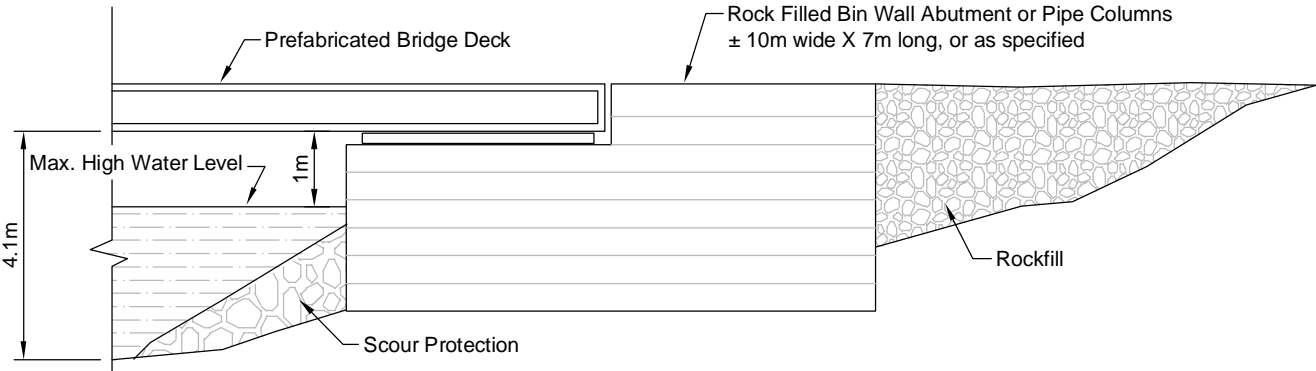 Rock Filled Bin Wall Abutment or Pipe Columns
± 10m wide X 7m long, or as specified
Prefabricated Bridge Deck
Max. High Water Level
1m
4.1m
Rockfill
Scour Protection